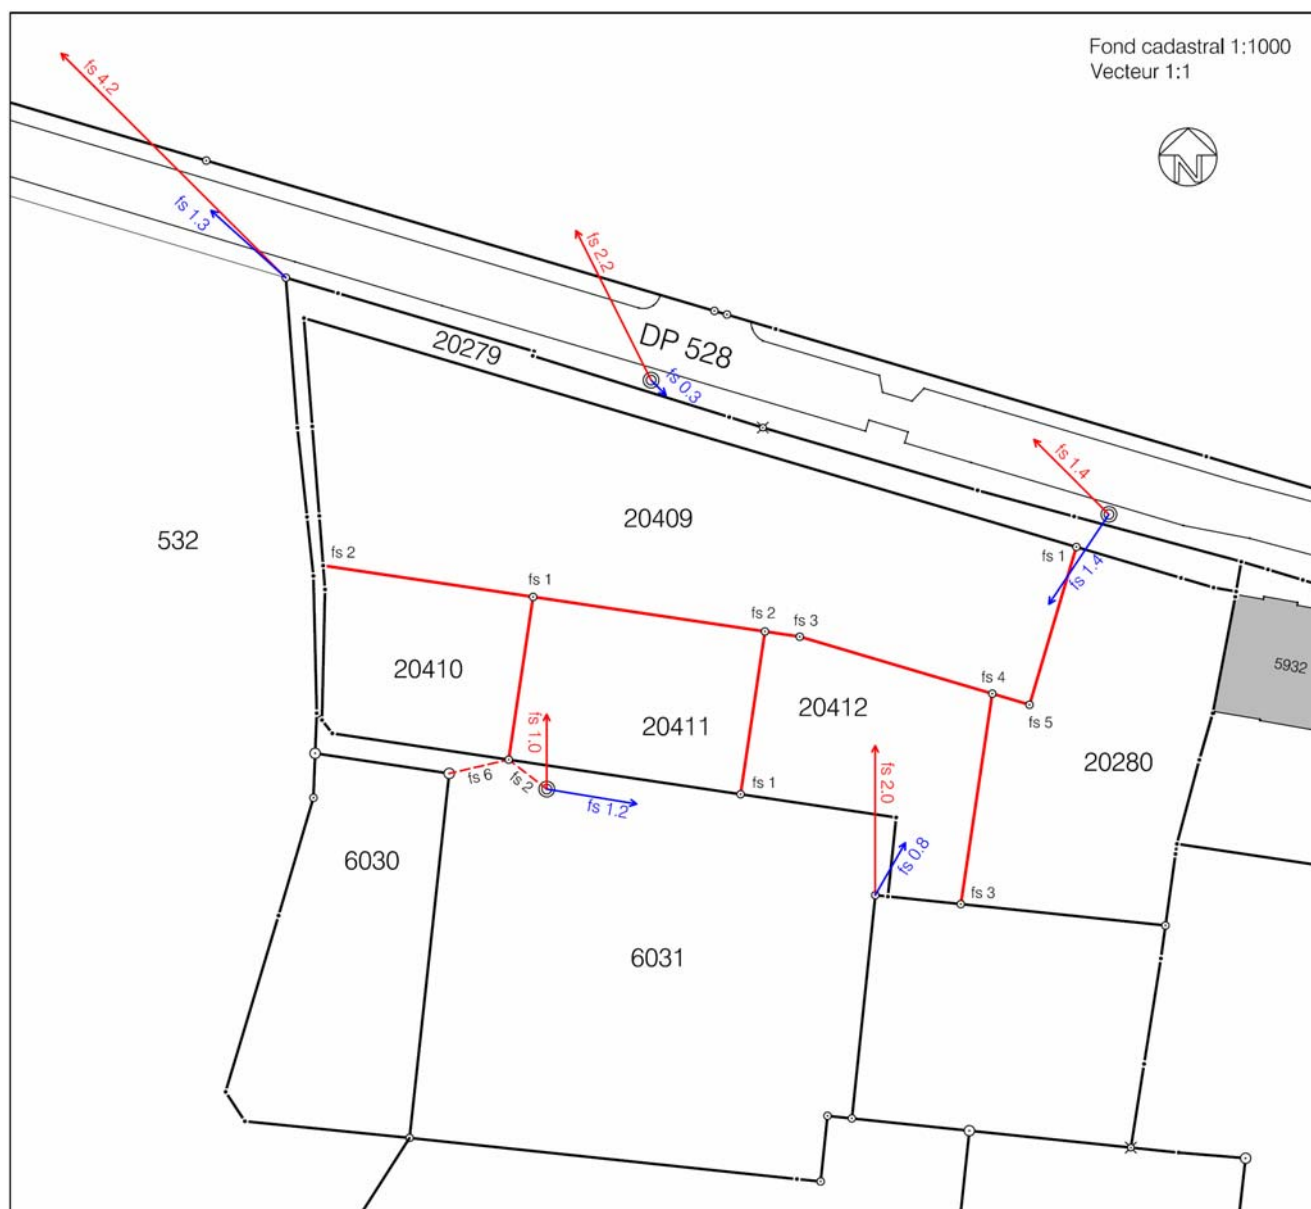 Fond cadastral 1:1000
Vecteur 1:1
N
fs 4.2
fs 1.3
fs 2.2
DP 528
20279
fs 0.3
fs 1.4
20409
532
fs 1
fs 1.4
fs 2
fs 1
fs 2
fs 3
5932
20410
fs 4
fs 5
20412
20411
fs 1.0
20280
fs 6
fs 2
fs 2.0
fs 1.2
fs 1
fs 0.8
6030
fs 3
6031